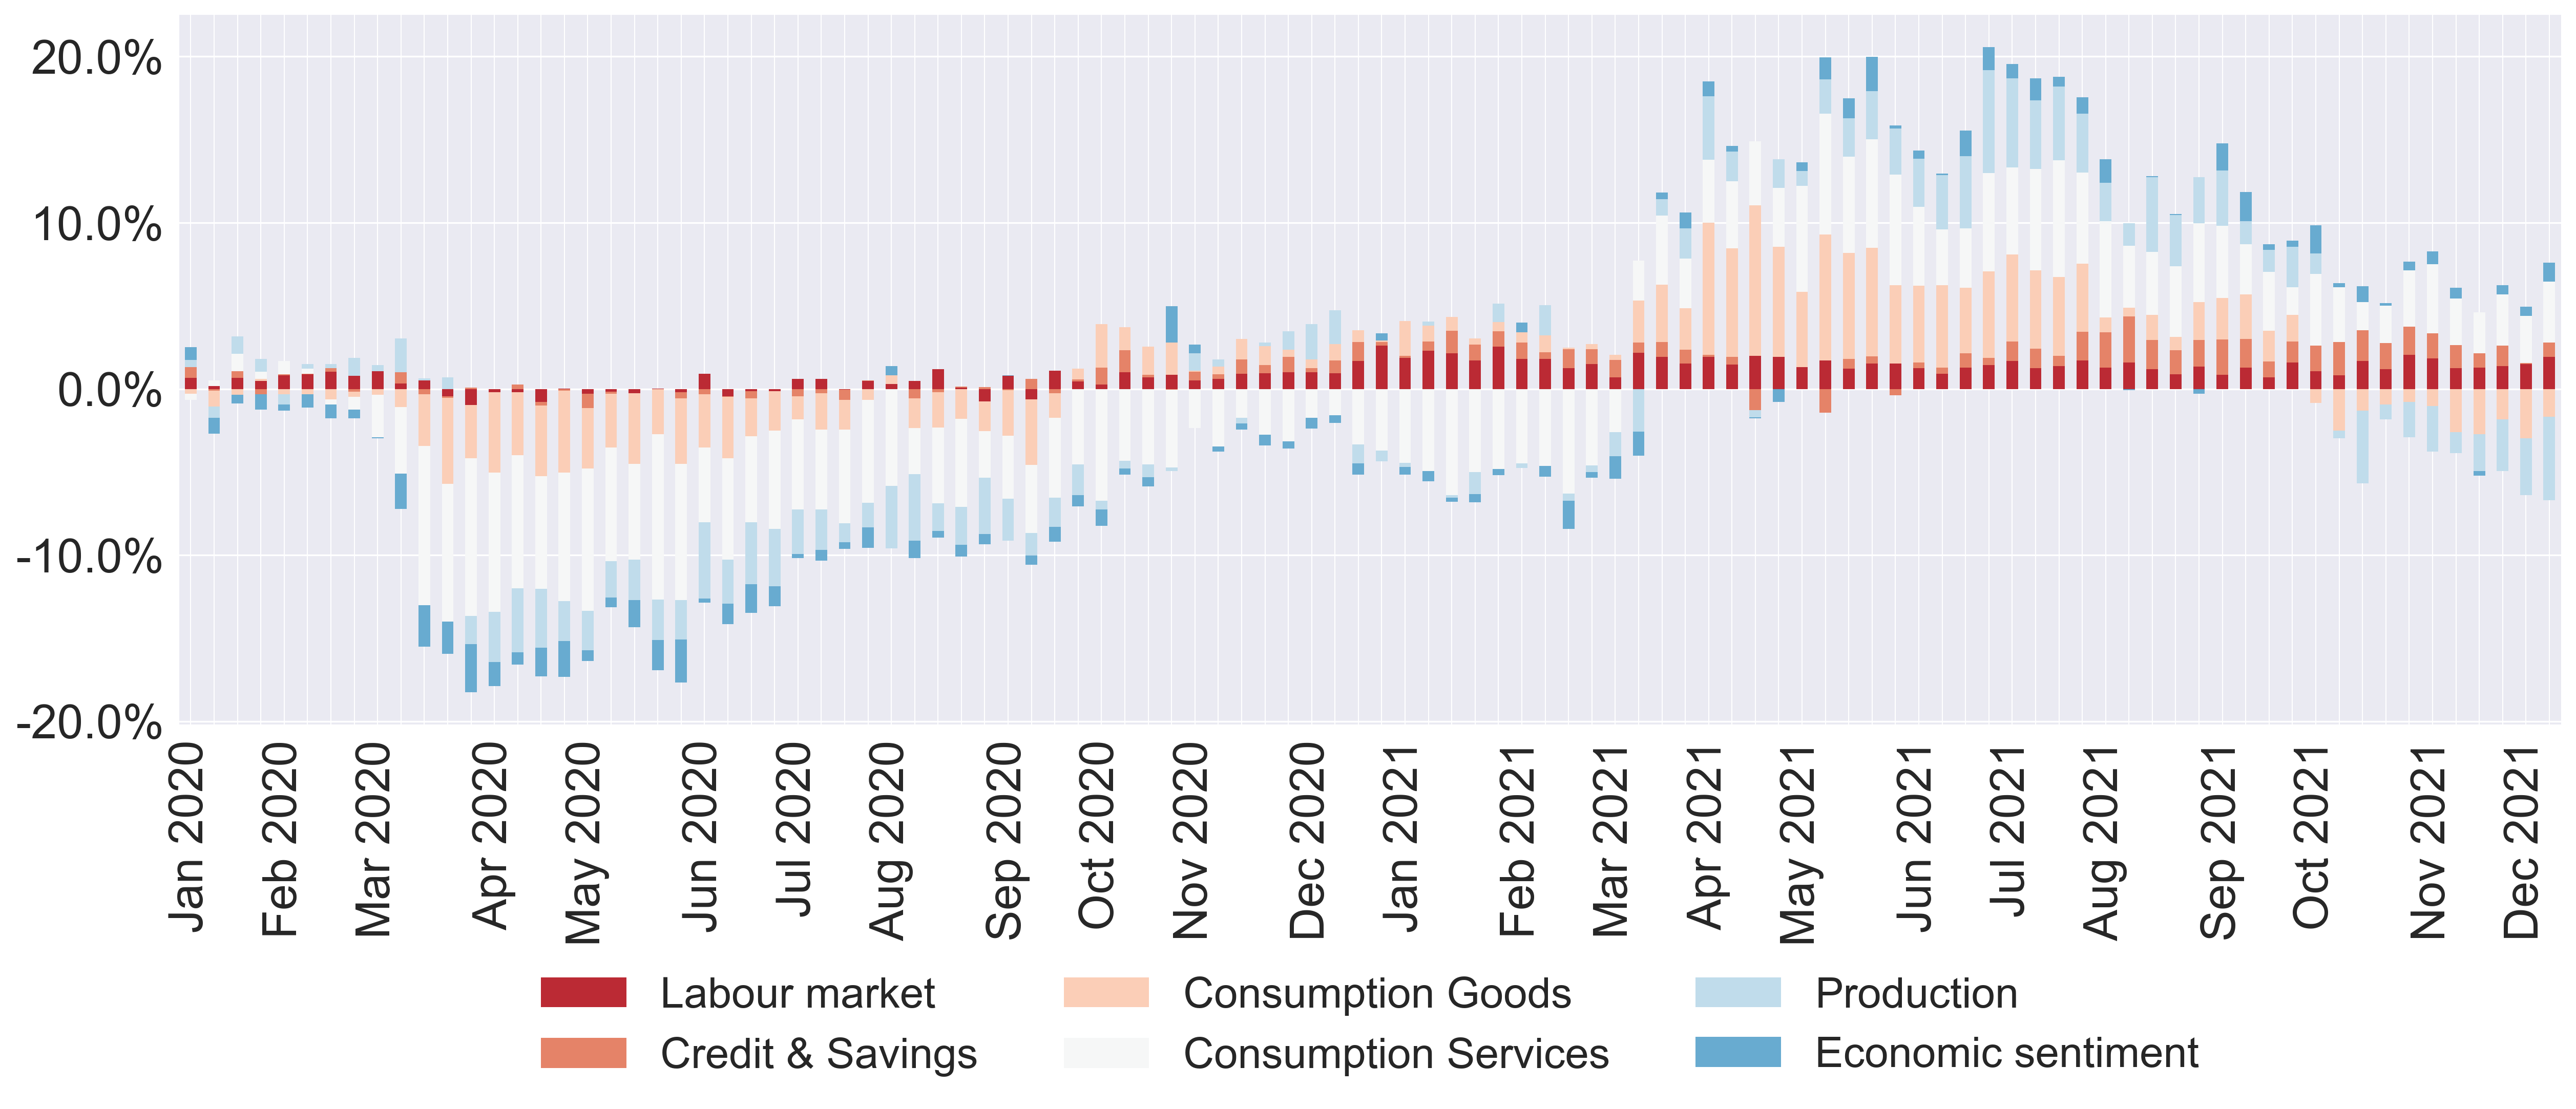 20.0%
10.0%
0.0%
-10.0%
-20.0%
Jan 2020
Feb 2020
Mar 2020
Apr 2020
May 2020
Jun 2020
Jul 2020
Aug 2020
Sep 2020
Oct 2020
Nov 2020
Dec 2020
Jan 2021
Feb 2021
Mar 2021
Apr 2021
May 2021
Jun 2021
Jul 2021
Aug 2021
Sep 2021
Oct 2021
Nov 2021
Dec 2021
Labour market
Consumption Goods
Production
Credit & Savings
Consumption Services
Economic sentiment